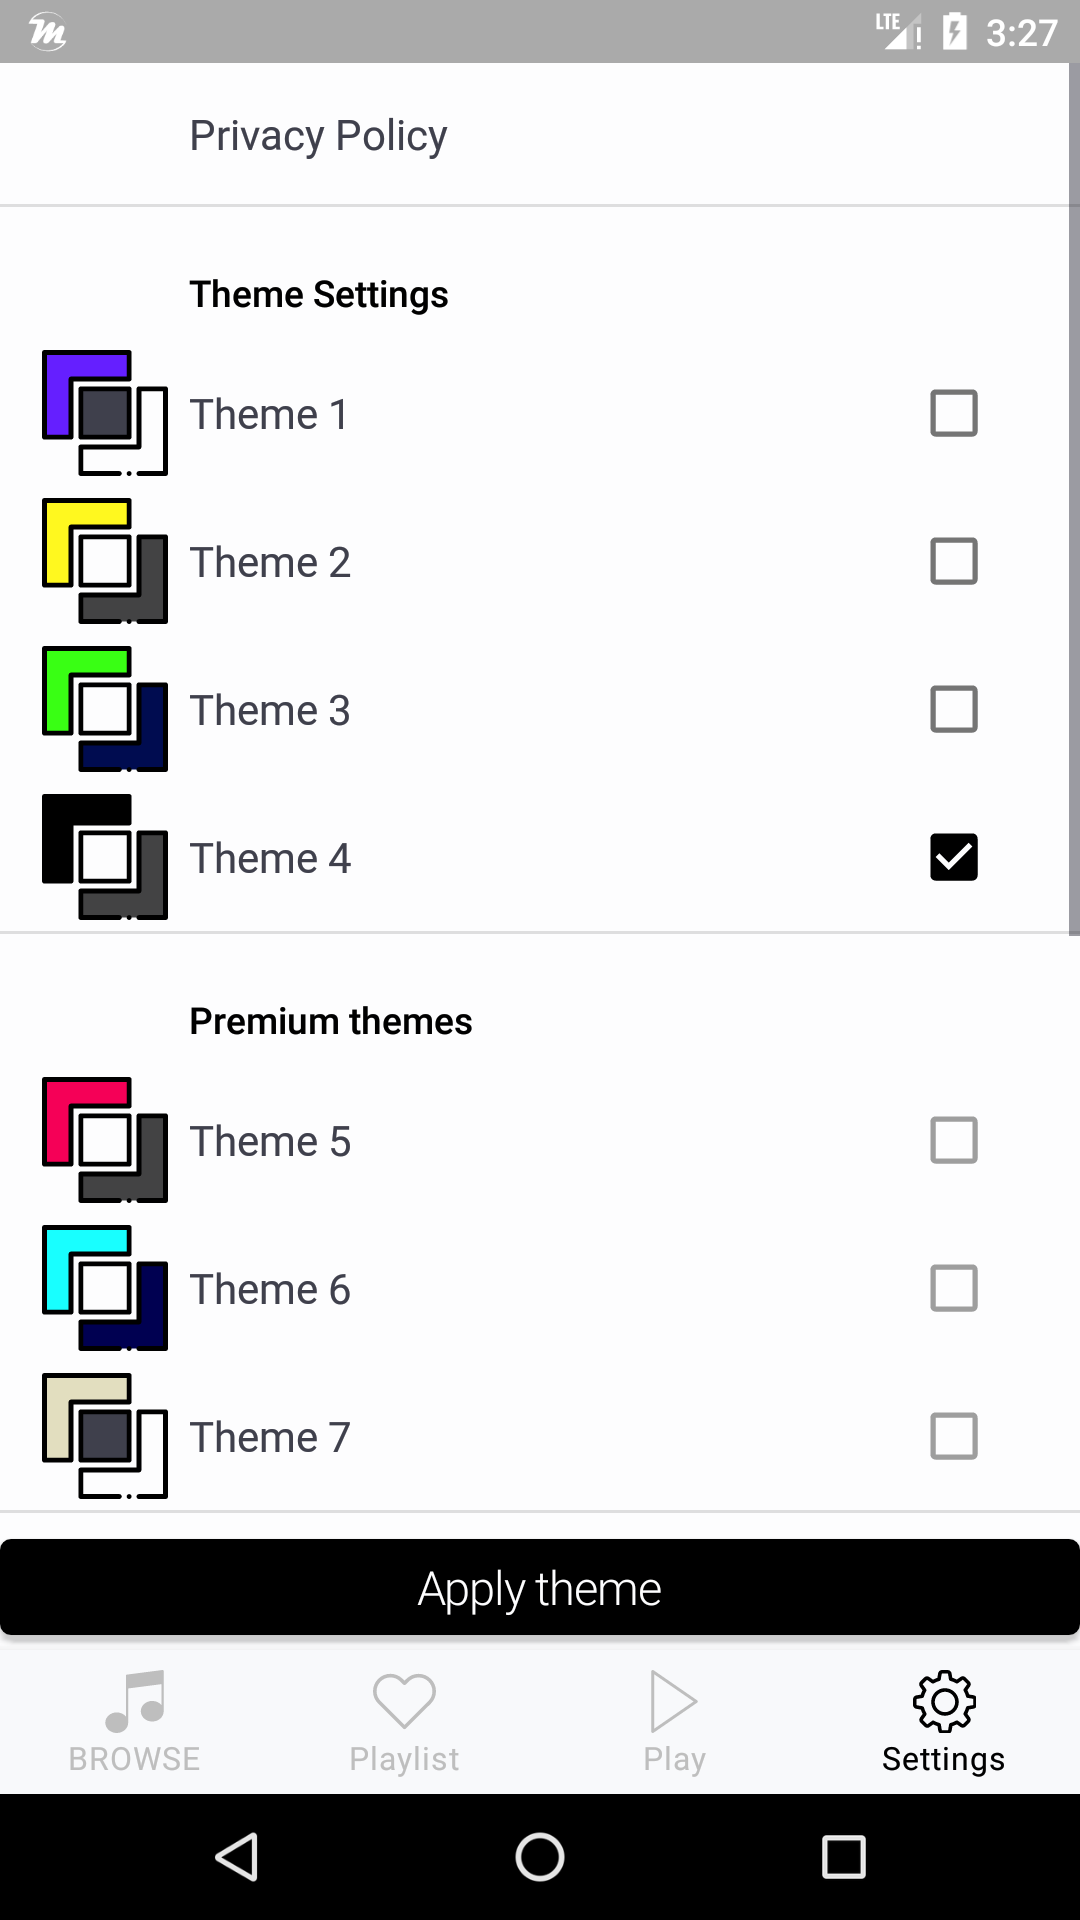 LTE 3:27
Privacy Policy
Theme Settings
Theme 1
Theme 2
Theme 3
Theme 4
Premium themes
Theme 5
Theme 6
Theme 7
Apply theme
BROWSE Playlist Play Settings